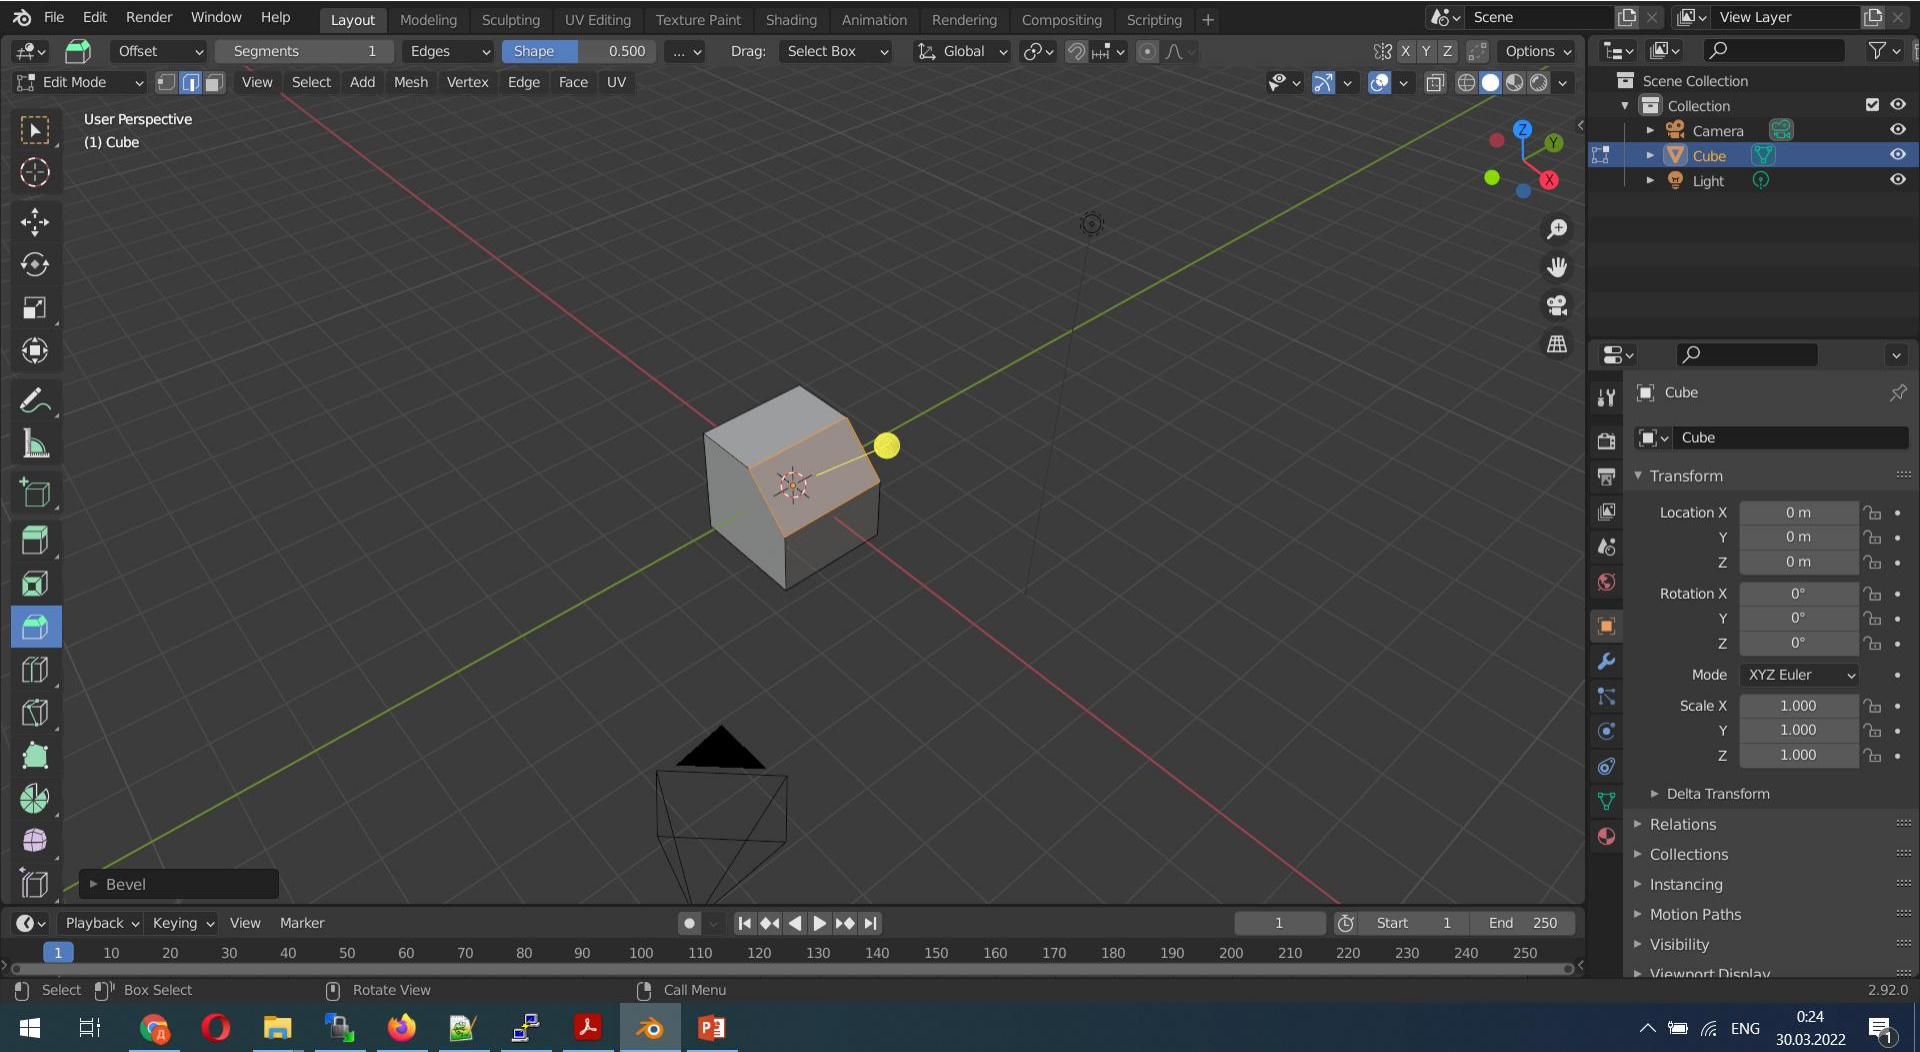 File Edit Render Window Help Layout Modeling Sculpting UV Editing Texture Paint Shading Animation Rendering Compositing Scripting + Scene View Layer
Offset Segments 1 Edges Shape 0.500 ... Drag: Select Box Global X Y Z Options
Edit Mode View Select Add Mesh Vertex Edge Face UV
User Perspective
(1) Cube
Z
Y
X
Scene Collection
Collection
Camera
Cube
Light
Cube
Cube
Transform
Location X 0 m
Y 0 m
Z 0 m
Rotation X 0°
Y 0°
Z 0°
Mode XYZ Euler
Scale X 1.000
Y 1.000
Z 1.000
Delta Transform
Relations
Collections
Instancing
Motion Paths
Visibility
Viewport Display
Bevel
Playback Keying View Marker 1 Start 1 End 250
1 10 20 30 40 50 60 70 80 90 100 110 120 130 140 150 160 170 180 190 200 210 220 230 240 250
Select Box Select Rotate View Call Menu 2.92.0
ENG
0:24
30.03.2022
1